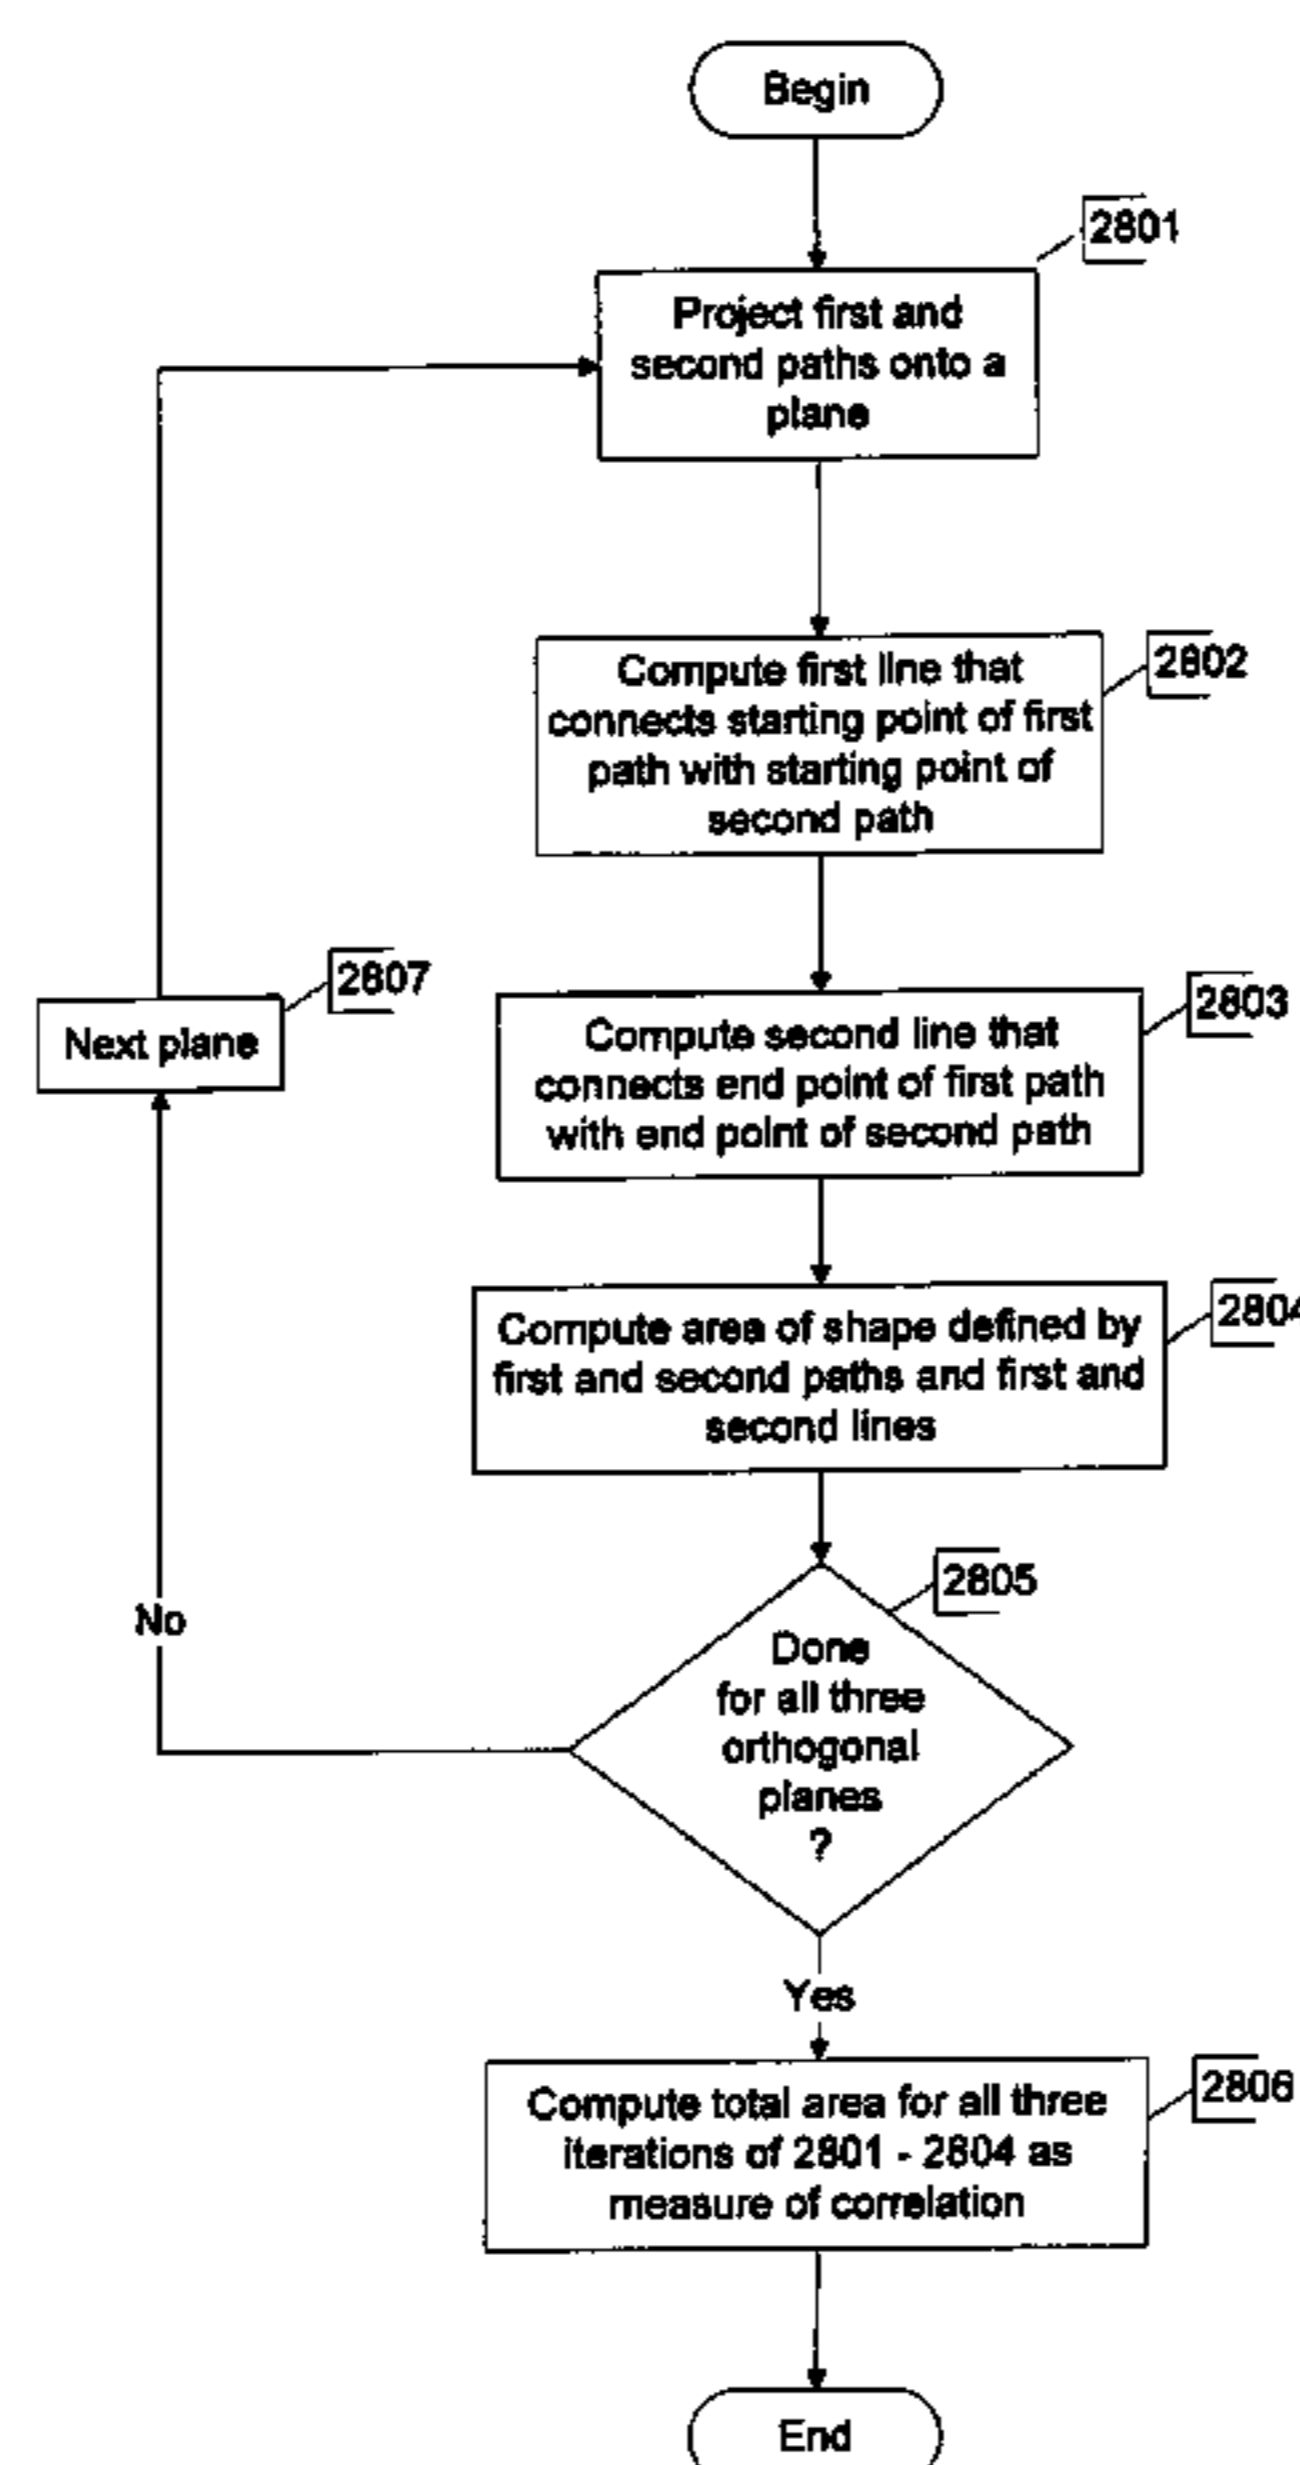 Begin
2801
Project first and
second paths onto a
plane
2802
Compute first line that
connects starting point of first
path with starting point of
second path
2807
Next plane
2803
Compute second line that
connects end point of first path
with end point of second path
2804
Compute area of shape defined by
first and second paths and first and
second lines
2805
Done
for all three
orthogonal
planes
?
No
Yes
2806
Compute total area for all three
iterations of 2801 - 2804 as
measure of correlation
End